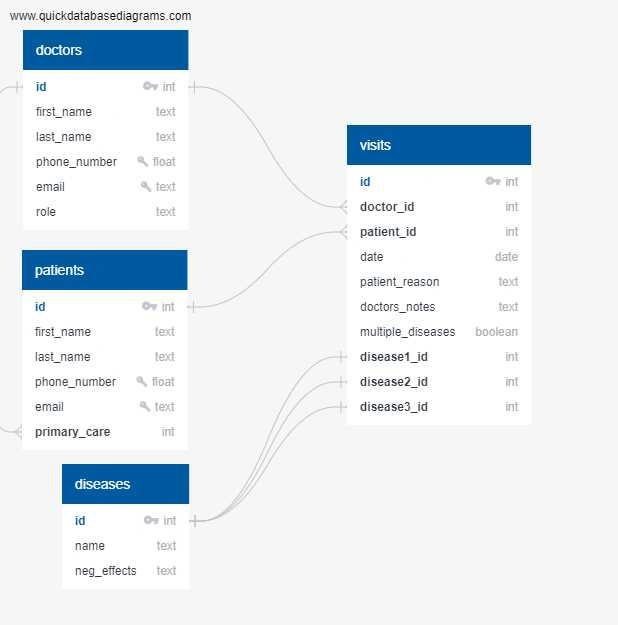 www.quickdatabasediagrams.com
doctors
id int
first_name text
last_name text
phone_number float
email text
role text
patients
id int
first_name text
last_name text
phone_number float
email text
primary_care int
diseases
id int
name text
neg_effects text
visits
id int
doctor_id int
patient_id int
date date
patient_reason text
doctors_notes text
multiple_diseases boolean
disease1_id int
disease2_id int
disease3_id int